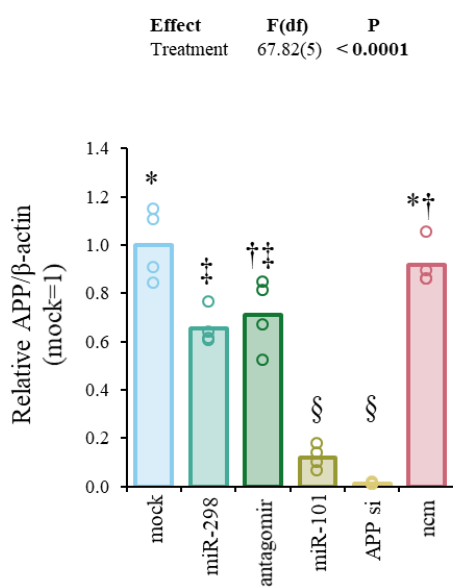 Effect F(df) P
Treatment 67.82(5) < 0.0001
Relative APP/β-actin
(mock=1)
1.4
1.2
1.0
0.8
0.6
0.4
0.2
0.0
*
‡
†‡
§
§
*†
mock
miR-298
antagomir
miR-101
APP si
ncm